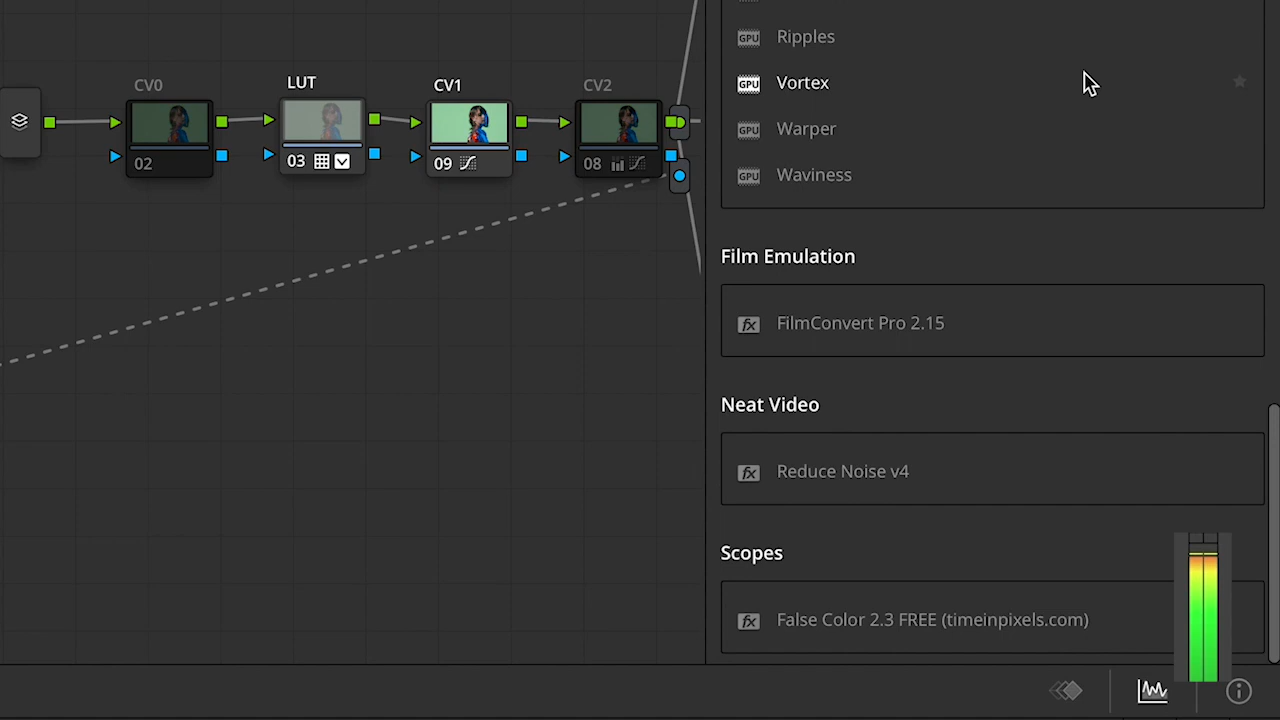 Ripples
CV0
LUT
CV1
CV2
GPU
GPU Vortex
GPU Warper
02
03
09
08
GPU Waviness
Film Emulation
fx FilmConvert Pro 2.15
Neat Video
fx Reduce Noise v4
Scopes
fx False Color 2.3 FREE (timeinpixels.com)